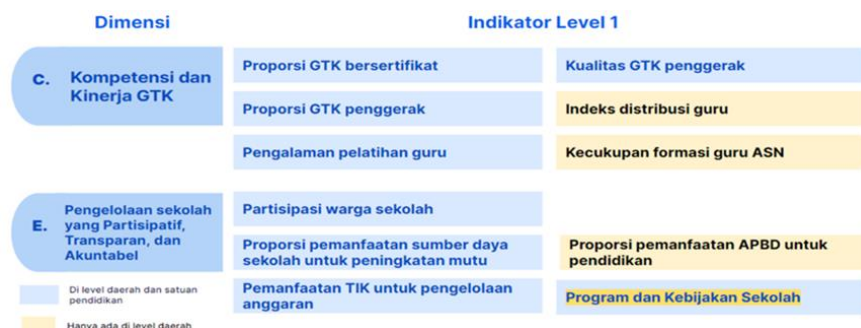 Dimensi
Indikator Level 1
C.
Kompetensi dan
Kinerja GTK
Proporsi GTK bersertifikat
Kualitas GTK penggerak
Proporsi GTK penggerak
Indeks distribusi guru
Pengalaman pelatihan guru
Kecukupan formasi guru ASN
E.
Pengelolaan sekolah
yang Partisipatif,
Transparan, dan
Akuntabel
Partisipasi warga sekolah
Proporsi pemanfaatan sumber daya
sekolah untuk peningkatan mutu
Proporsi pemanfaatan APBD untuk
pendidikan
Pemanfaatan TIK untuk pengelolaan
anggaran
Program dan Kebijakan Sekolah
Di level daerah dan satuan
pendidikan
Hanya ada di level daerah